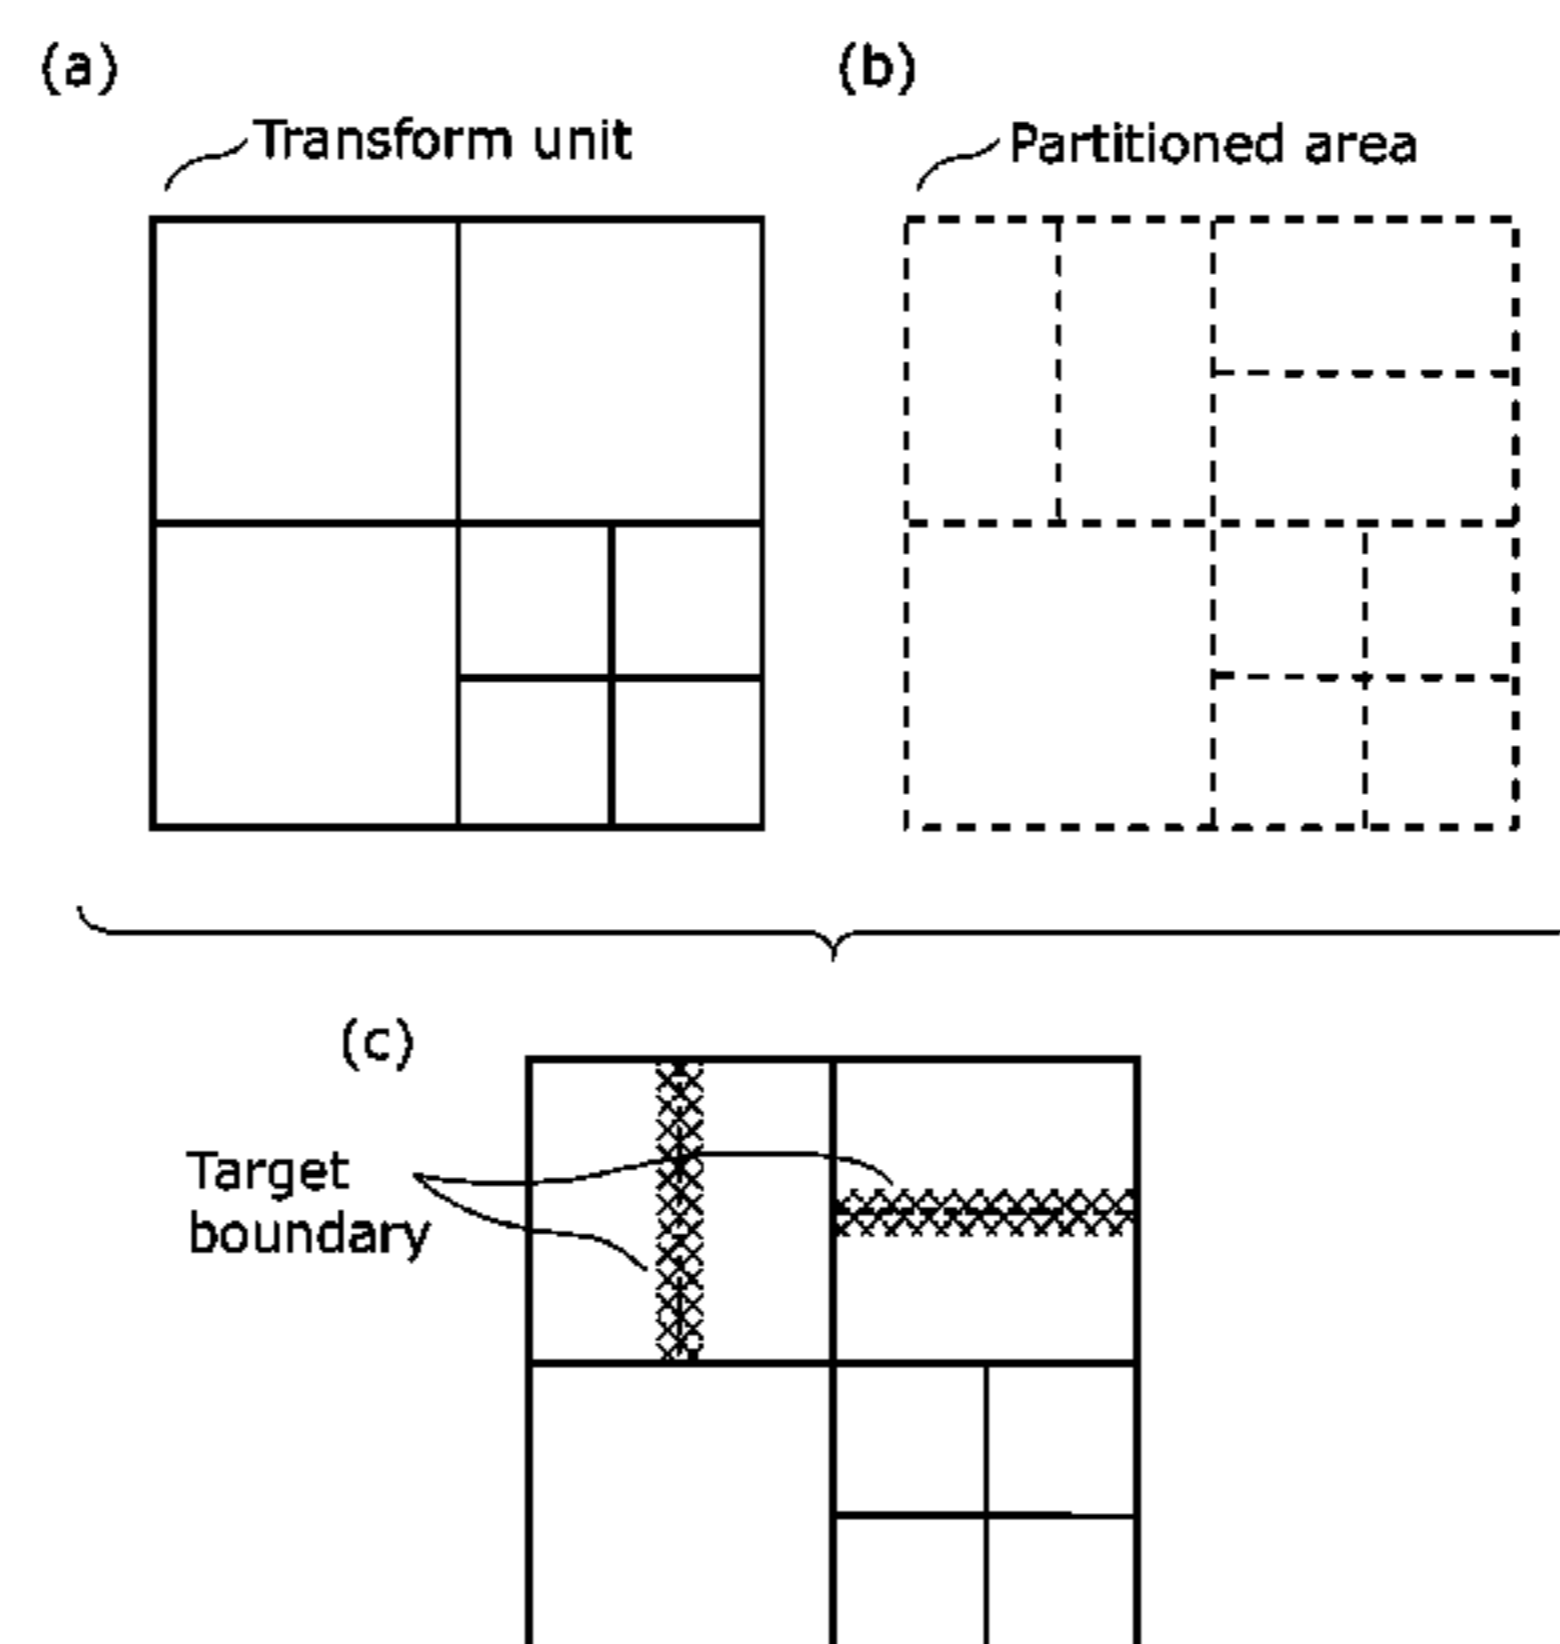 (a)
Transform unit
(b)
Partitioned area
(c)
Target
boundary